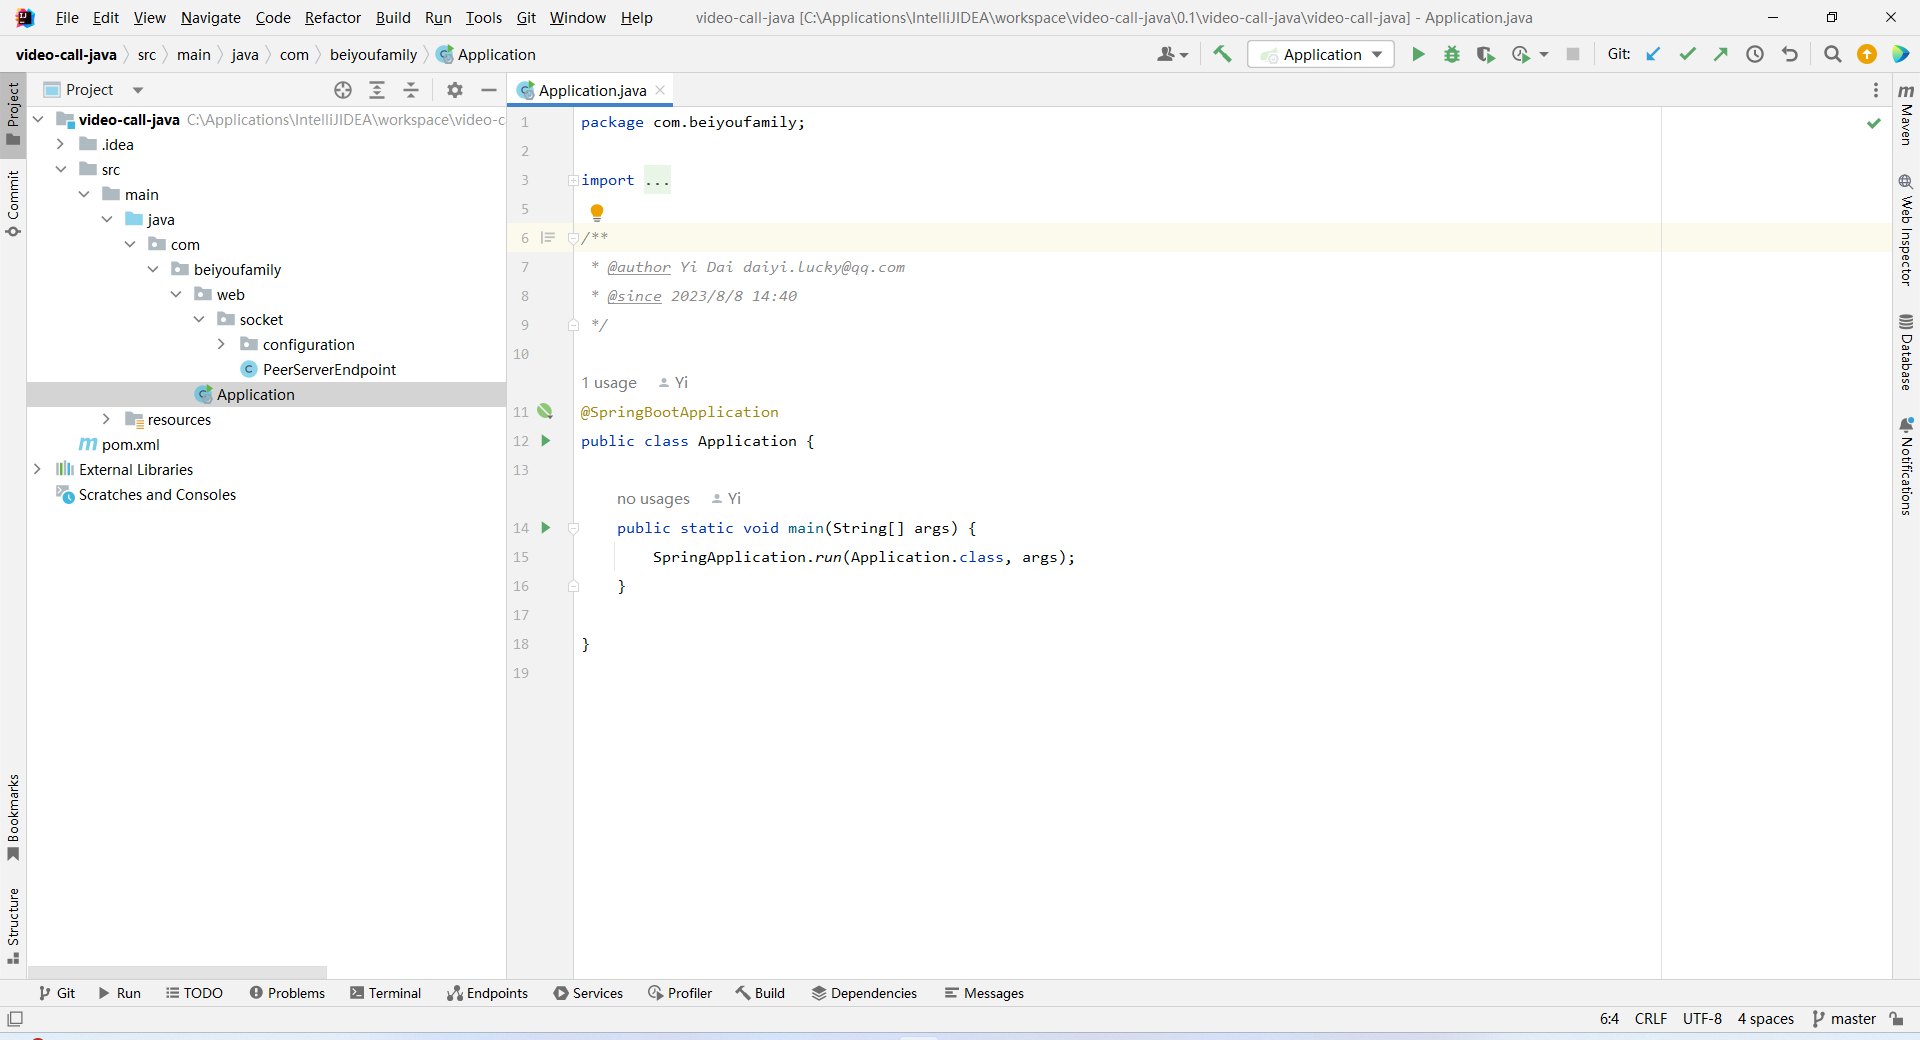 File Edit View Navigate Code Refactor Build Run Tools Git Window Help video-call-java [C:\Applications\IntelliJIDEA\workspace\video-call-java\0.1\video-call-java\video-call-java] - Application.java
video-call-java src main java com beiyoufamily Application Application Git:
Project
Application.java
video-call-java C:\Applications\IntelliJIDEA\workspace\video-c
.idea
src
main
java
com
beiyoufamily
web
socket
configuration
PeerServerEndpoint
Application
resources
pom.xml
External Libraries
Scratches and Consoles
Project
Commit
Bookmarks
Structure
1 package com.beiyoufamily;
2
3 import ...
5
6 /**
7 * @author Yi Dai daiyi.lucky@qq.com
8 * @since 2023/8/8 14:40
9 */
10
1 usage Yi
11 @SpringBootApplication
12 public class Application {
13
no usages Yi
14 public static void main(String[] args) {
15 SpringApplication.run(Application.class, args);
16 }
17
18 }
19
Maven
Web Inspector
Database
Notifications
Git Run TODO Problems Terminal Endpoints Services Profiler Build Dependencies Messages
6:4 CRLF UTF-8 4 spaces master